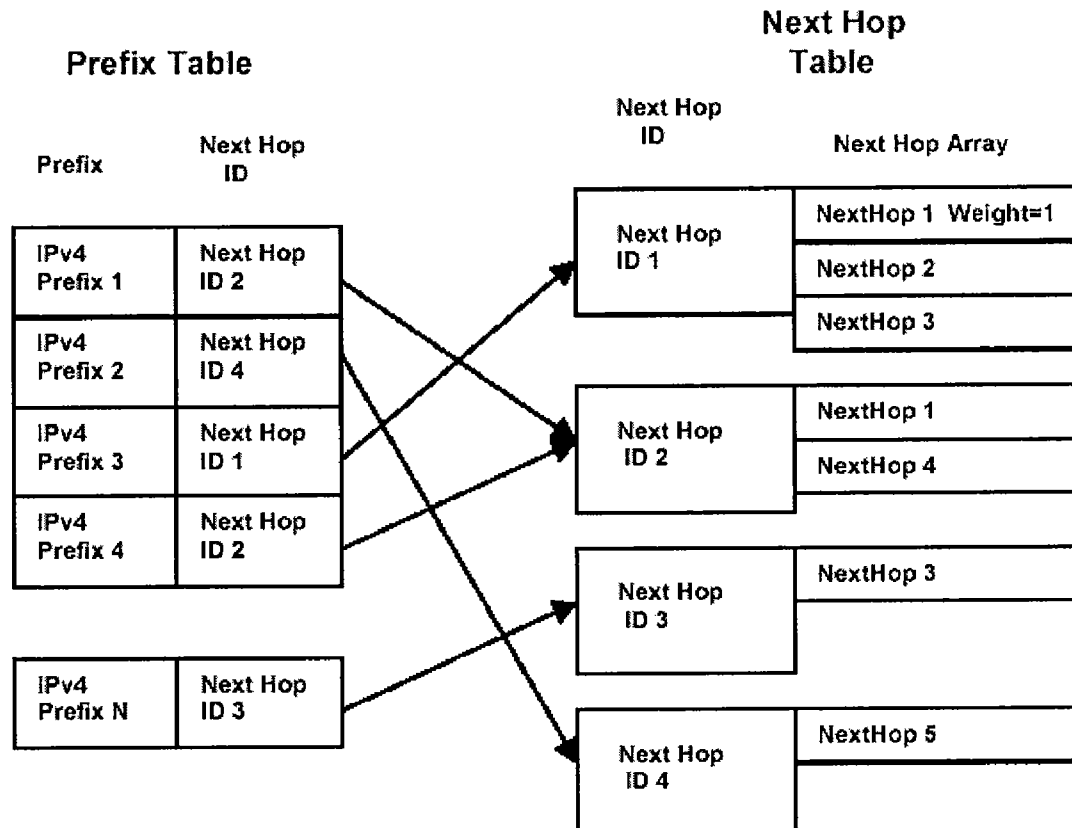 Prefix Table
Prefix
Next Hop
ID
IPv4
Prefix 1
Next Hop
ID 2
IPv4
Prefix 2
Next Hop
ID 4
IPv4
Prefix 3
Next Hop
ID 1
IPv4
Prefix 4
Next Hop
ID 2
IPv4
Prefix N
Next Hop
ID 3
Next Hop
Table
Next Hop
ID
Next Hop Array
Next Hop
ID 1
NextHop 1 Weight=1
NextHop 2
NextHop 3
Next Hop
ID 2
NextHop 1
NextHop 4
Next Hop
ID 3
NextHop 3
Next Hop
ID 4
NextHop 5